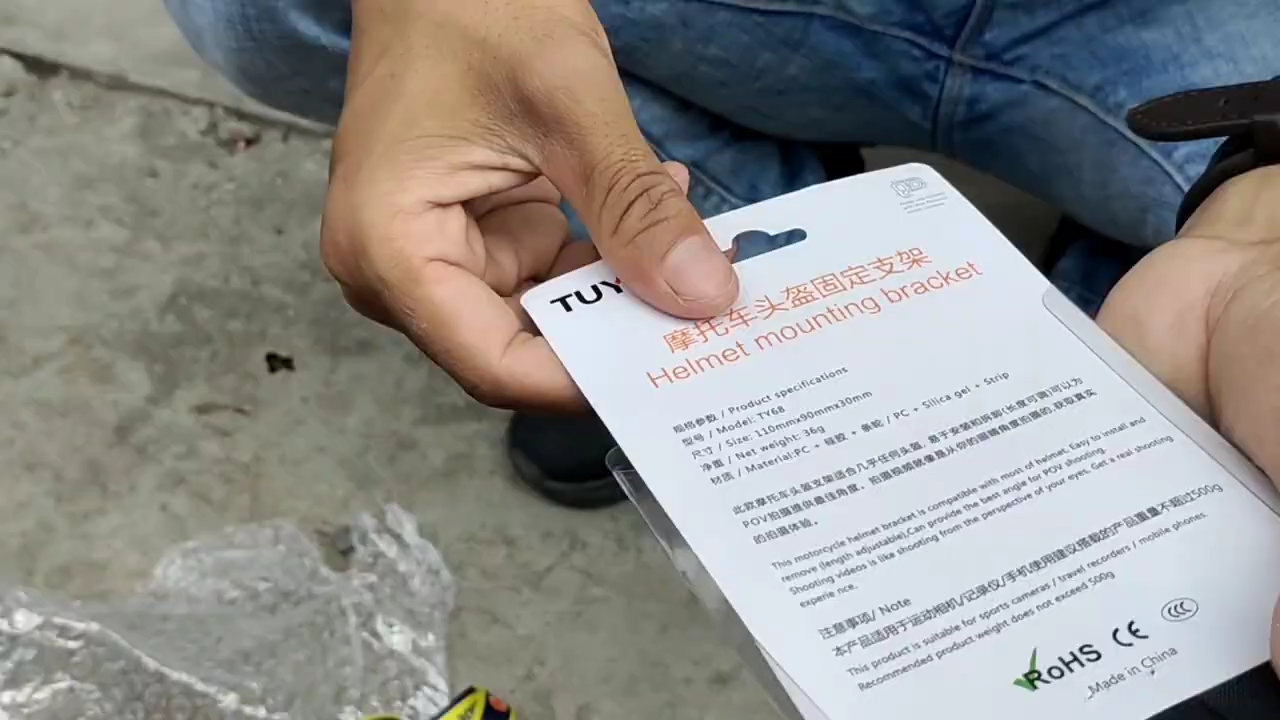 TUY
摩托车头盔固定支架
Helmet mounting bracket
规格参数 / Product specifications
型号 / Model: TY68
尺寸 / Size: 110mmx90mmx30mm
净重 / Net weight: 36g
材质 / Material:PC + 硅胶 + 条轮 / PC + Silica gel + Strip
此款摩托车头盔支架适合几乎任何头盔, 易于安装和拆卸(长度可调)可以为
POV拍摄提供最佳角度。拍摄视频就像是从你的眼睛角度拍摄的,获取真实
的拍摄体验。
This motorcycle helmet bracket is compatible with most of helmet. Easy to install and
remove (length adjustable),Can provide the best angle for POV shooting.
Shooting videos is like shooting from the perspective of your eyes. Get a real shooting
experie nce.
注意事项/ Note
本产品适用于运动相机/记录仪/手机使用建议搭载的产品重量不超过500g
This product is suitable for sports cameras / travel recorders / mobile phones.
Recommended product weight does not exceed 500g
RoHS CE CCC
Made in China